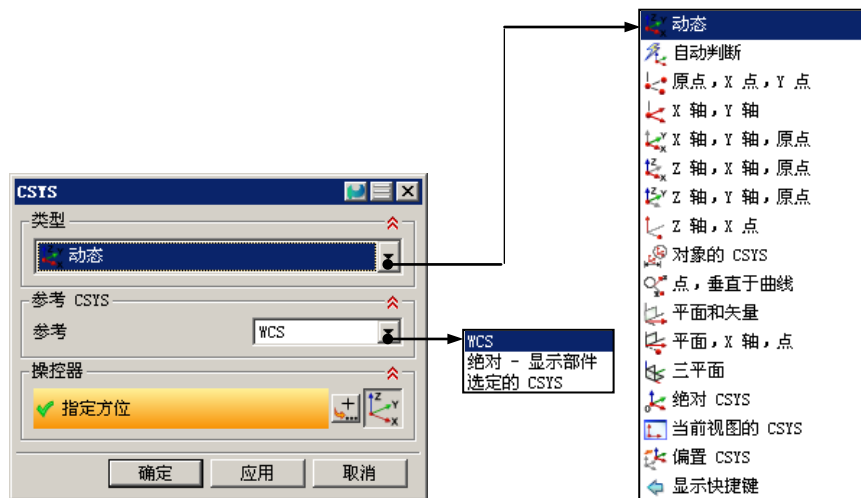 CSYS
类型
动态
参考 CSYS
参考
WCS
操控器
指定方位
确定
应用
取消
WCS
绝对 - 显示部件
选定的 CSYS
动态
自动判断
原点，X 点，Y 点
X 轴，Y 轴
X 轴，Y 轴，原点
Z 轴，X 轴，原点
Z 轴，Y 轴，原点
Z 轴，X 点
对象的 CSYS
点，垂直于曲线
平面和矢量
平面，X 轴，点
三平面
绝对 CSYS
当前视图的 CSYS
偏置 CSYS
显示快捷键